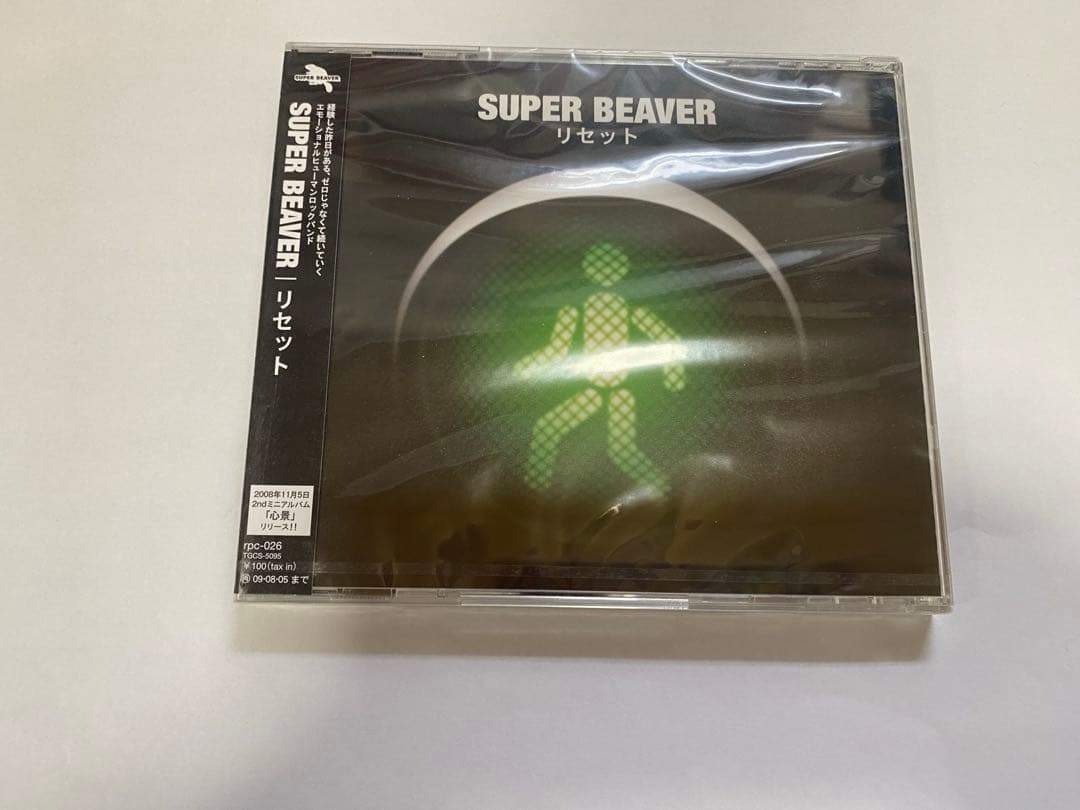 SUPER BEAVER
リセット
SUPER BEAVER
経験した昨日がある、ゼロじゃなくて続いていく
エモーショナルヒューマンロックバンド
SUPER BEAVER | リセット
2008年11月5日
2ndミニアルバム
「心景」
リリース!!
rpc-026
TGCS-5095
¥100(tax in)
再 09・08・05 まで